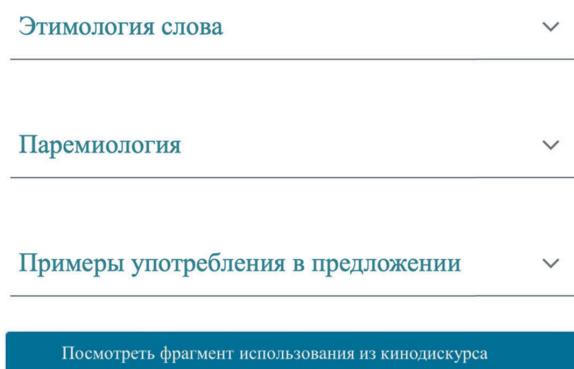 Этимология слова
Паремиология
Примеры употребления в предложении
Посмотреть фрагмент использования из кинодискурса